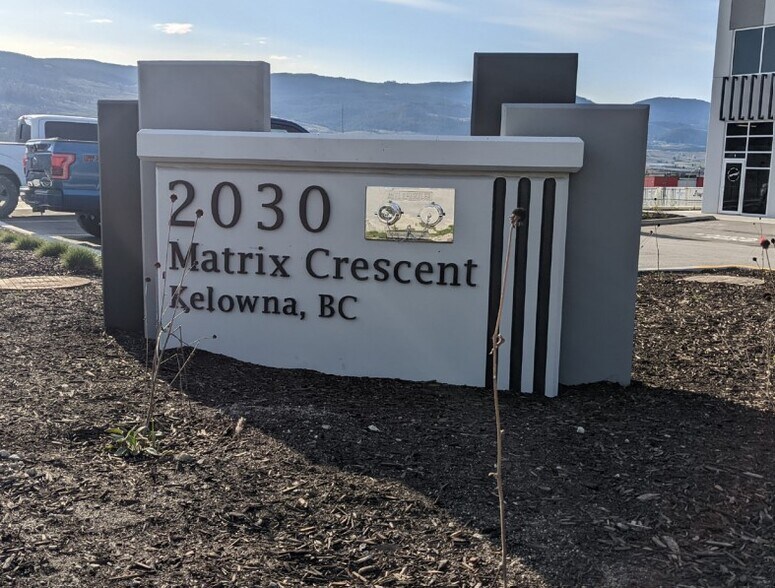 2030
Matrix Crescent
Kelowna, BC